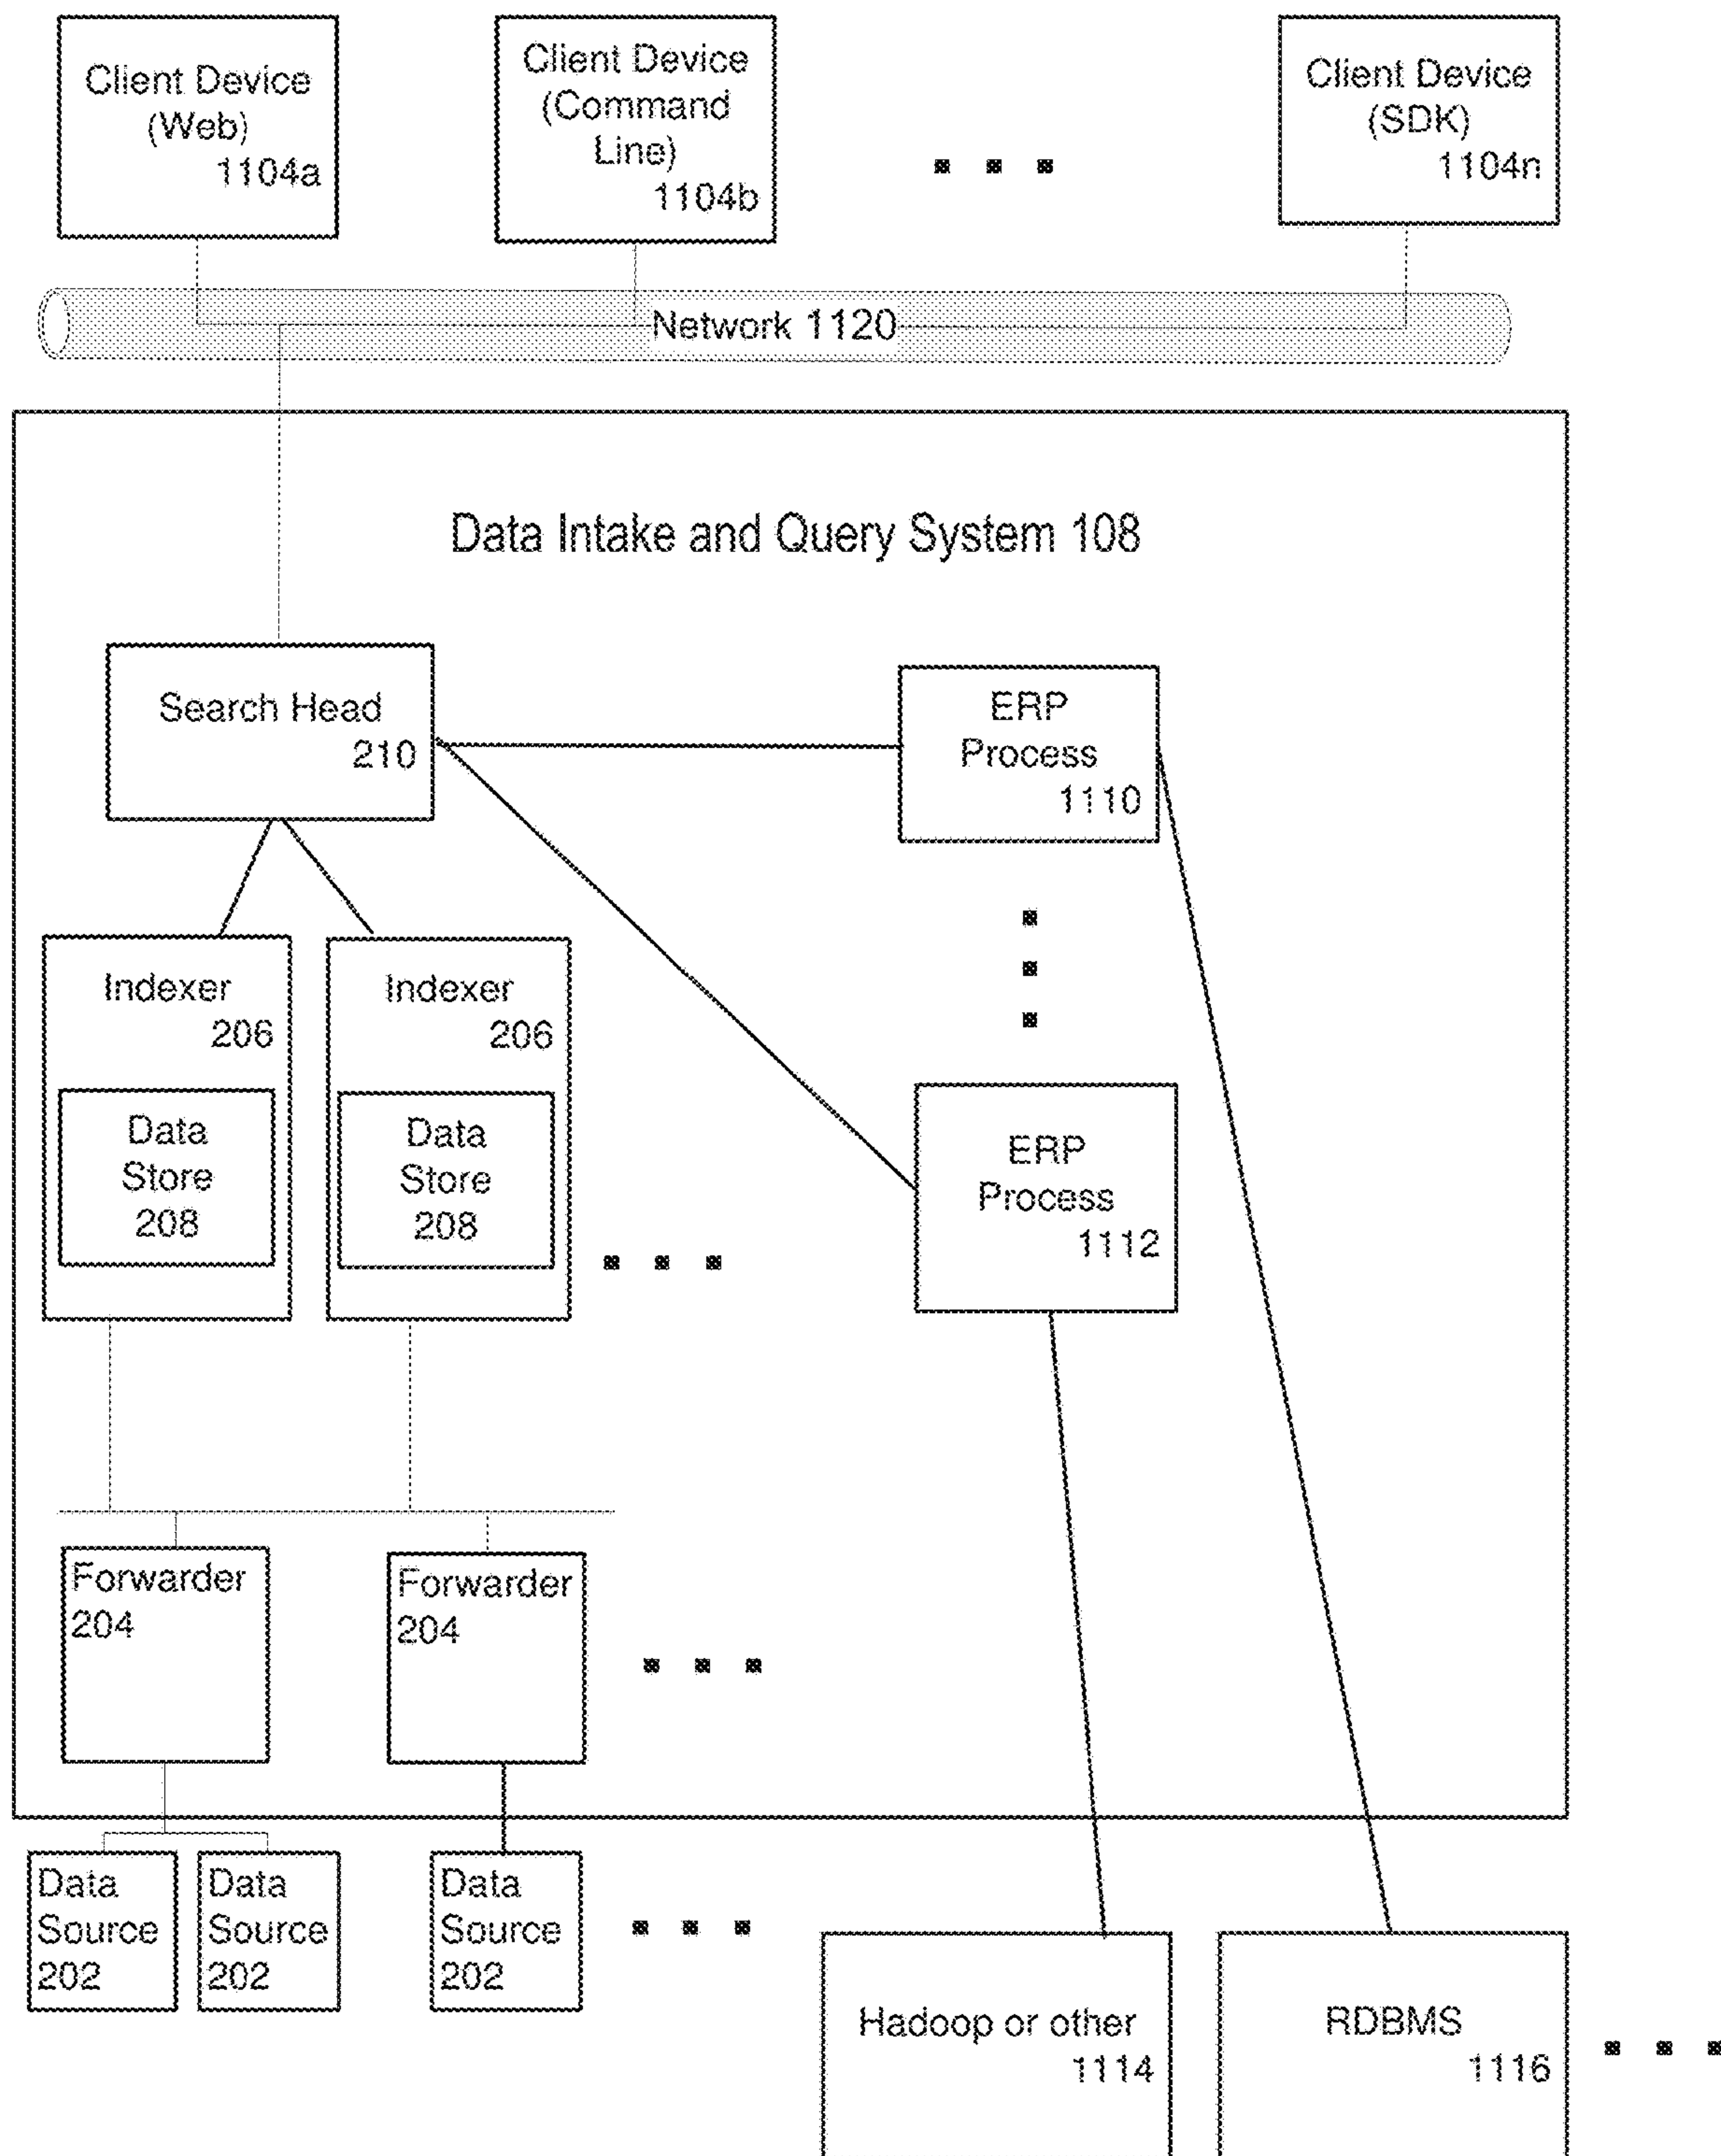 Client Device
(Web)
1104a
Client Device
(Command
Line)
1104b
Client Device
(SDK)
1104n
Network 1120
Data Intake and Query System 108
Search Head
210
ERP
Process
1110
Indexer
206
Data
Store
208
Indexer
206
Data
Store
208
ERP
Process
1112
Forwarder
204
Forwarder
204
Data
Source
202
Data
Source
202
Data
Source
202
Hadoop or other
1114
RDBMS
1116